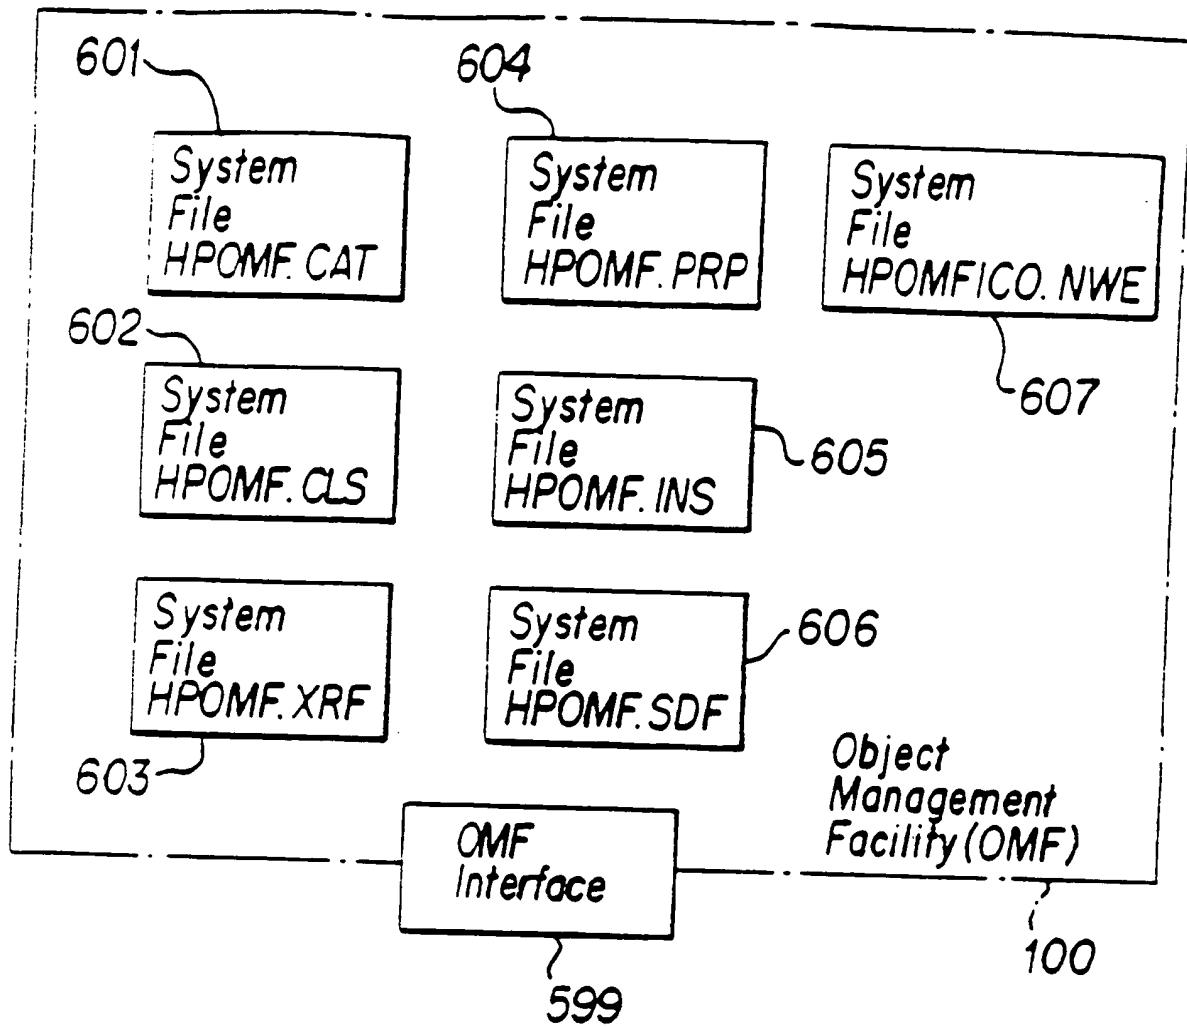 601
System
File
HPOMF.CAT
604
System
File
HPOMF.PRP
System
File
HPOMFICO.NWE
607
602
System
File
HPOMF.CLS
System
File
HPOMF.INS
605
System
File
HPOMF.XRF
603
System
File
HPOMF.SDF
606
Object
Management
Facility (OMF)
100
OMF
Interface
599